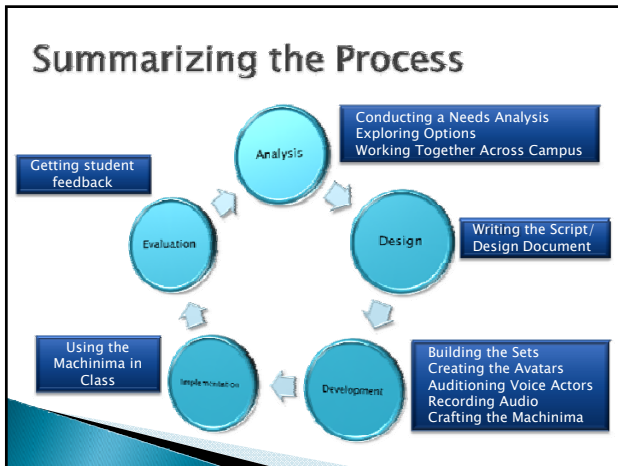 Summarizing the Process
Analysis
Conducting a Needs Analysis
Exploring Options
Working Together Across Campus
Design
Writing the Script/
Design Document
Development
Building the Sets
Creating the Avatars
Auditioning Voice Actors
Recording Audio
Crafting the Machinima
Implementation
Using the
Machinima in
Class
Evaluation
Getting student
feedback